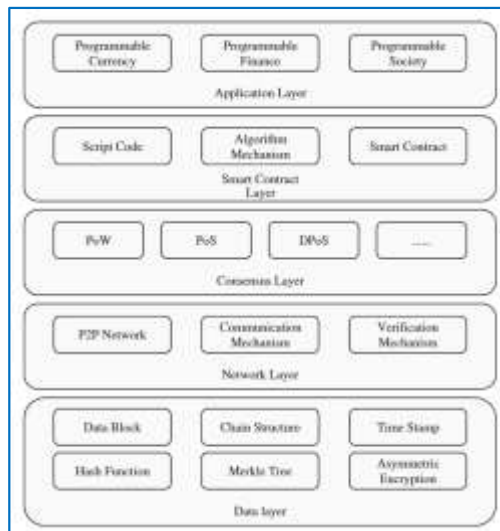 Programmable Currency
Programmable Finance
Programmable Society
Application Layer
Script Code
Algorithm Mechanism
Smart Contract
Smart Contract Layer
PoW
PoS
DPoS
......
Consensus Layer
P2P Network
Communication Mechanism
Verification Mechanism
Network Layer
Data Block
Chain Structure
Time Stamp
Hash Function
Merkle Tree
Asymmetric Encryption
Data layer